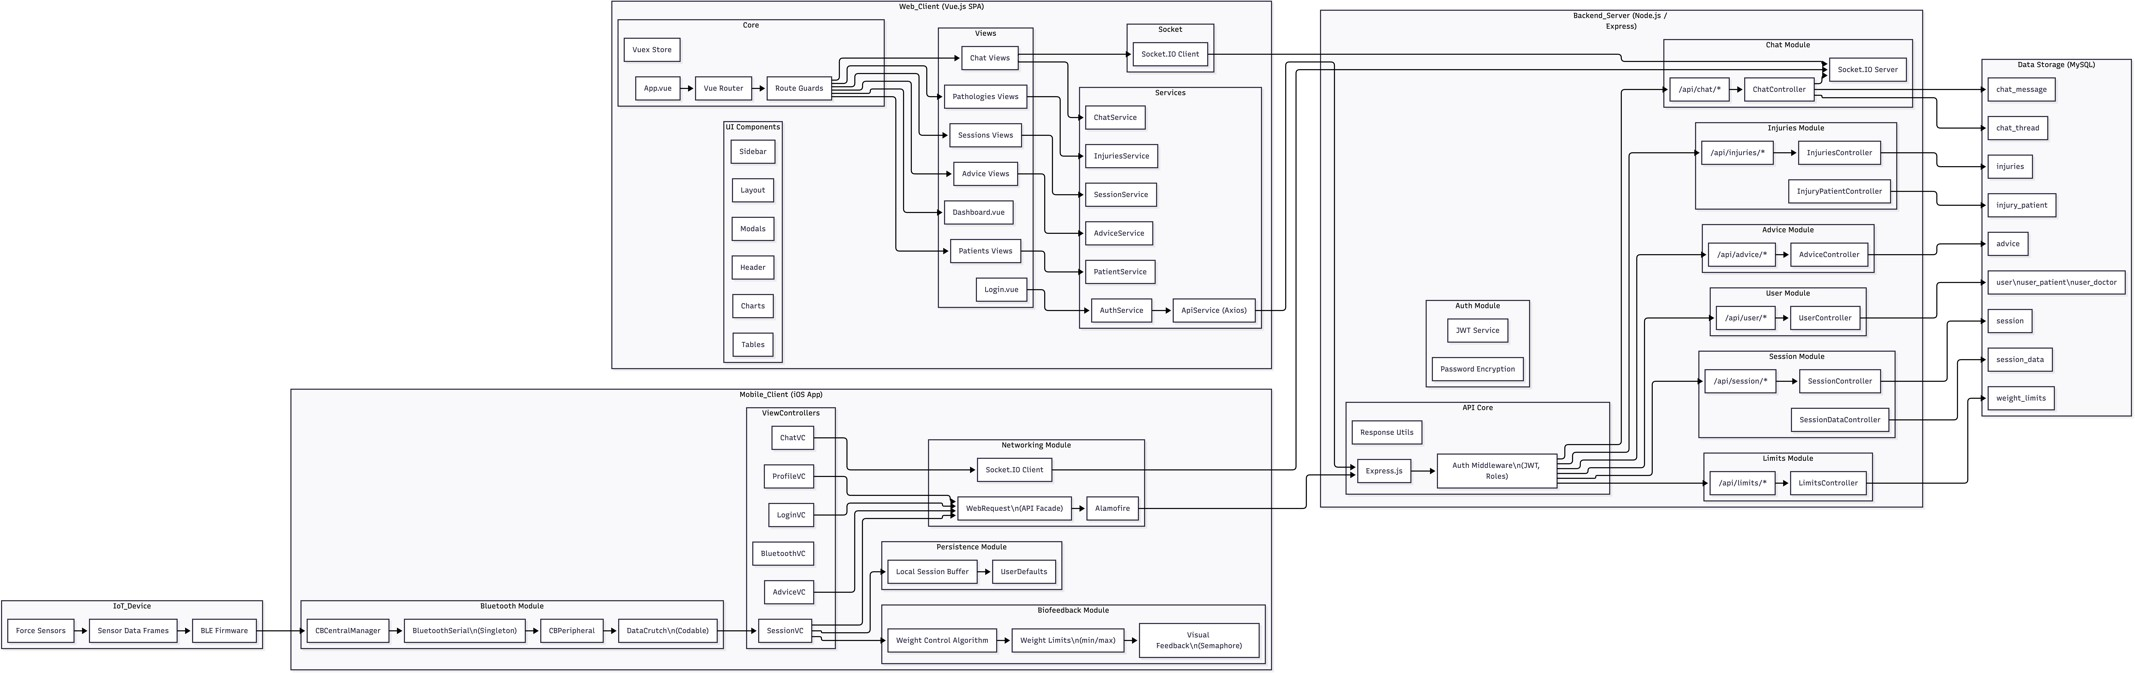 Web_Client (Vue.js SPA)
Core
Vuex Store
App.vue
Vue Router
Route Guards
UI Components
Sidebar
Layout
Modals
Header
Charts
Tables
Views
Chat Views
Pathologies Views
Sessions Views
Advice Views
Dashboard.vue
Patients Views
Login.vue
Socket
Socket.IO Client
Services
ChatService
InjuriesService
SessionService
AdviceService
PatientService
AuthService
ApiService (Axios)
Mobile_Client (iOS App)
ViewControllers
ChatVC
ProfileVC
LoginVC
BluetoothVC
AdviceVC
SessionVC
Networking Module
Socket.IO Client
WebRequest\n(API Facade)
Alamofire
Persistence Module
Local Session Buffer
UserDefaults
Biofeedback Module
Weight Control Algorithm
Weight Limits\n(min/max)
Visual
Feedback\n(Semaphore)
Bluetooth Module
CBCentralManager
BluetoothSerial\n(Singleton)
CBPeripheral
DataCrutch\n(Codable)
IoT_Device
Force Sensors
Sensor Data Frames
BLE Firmware
Backend_Server (Node.js /
Express)
Auth Module
JWT Service
Password Encryption
API Core
Response Utils
Express.js
Auth Middleware\n(JWT,
Roles)
Chat Module
/api/chat/*
ChatController
Socket.IO Server
Injuries Module
/api/injuries/*
InjuriesController
InjuryPatientController
Advice Module
/api/advice/*
AdviceController
User Module
/api/user/*
UserController
Session Module
/api/session/*
SessionController
SessionDataController
Limits Module
/api/limits/*
LimitsController
Data Storage (MySQL)
chat_message
chat_thread
injuries
injury_patient
advice
user\nuser_patient\nuser_doctor
session
session_data
weight_limits